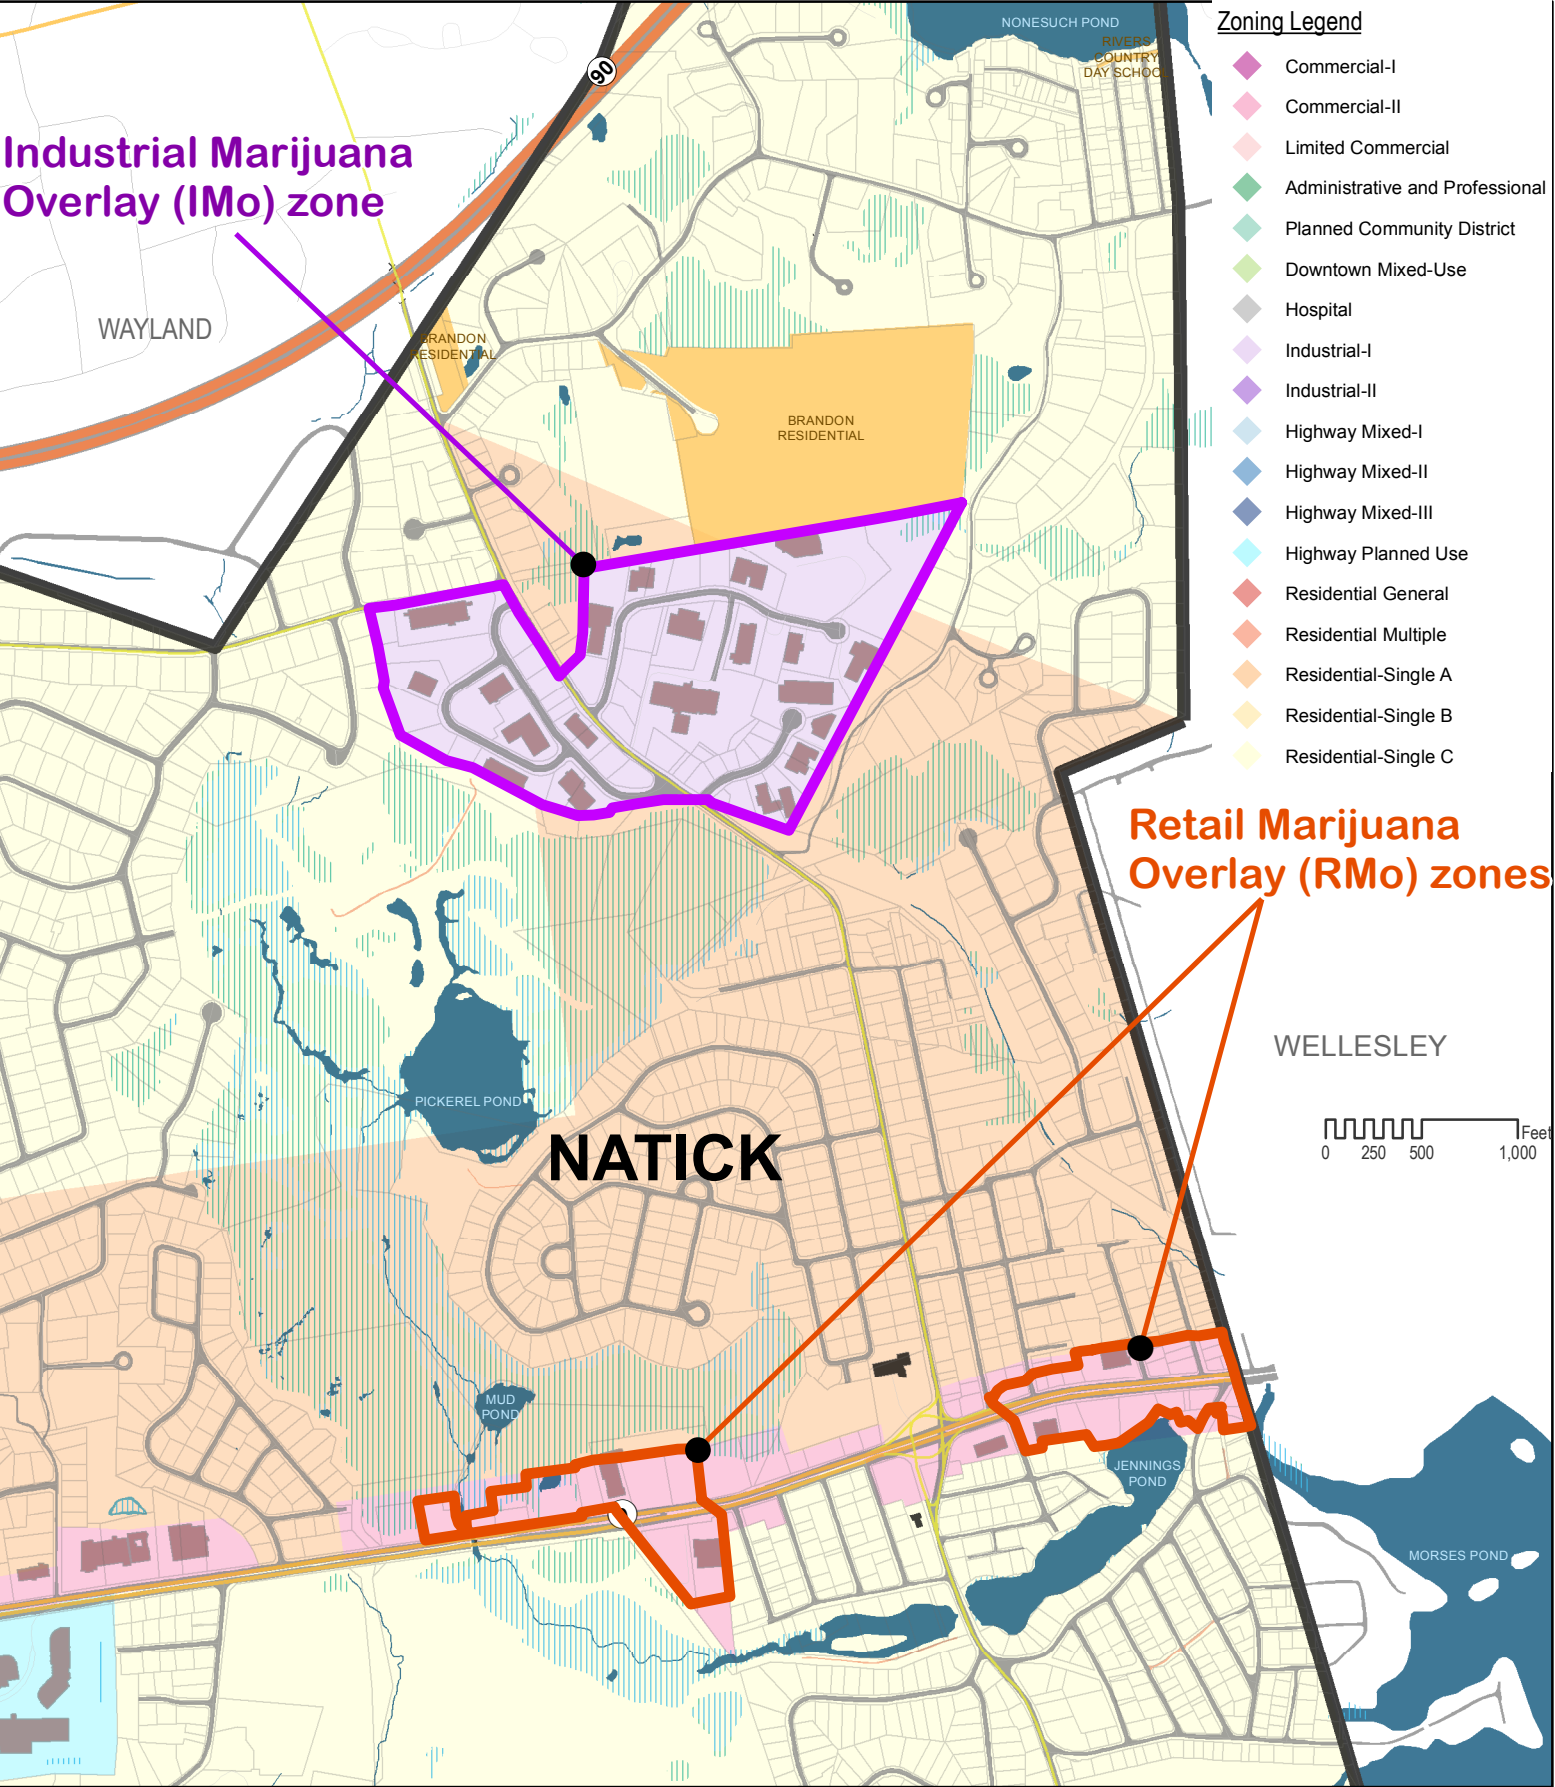 NONESUCH POND
RIVERS
COUNTRY
DAY SCHOOL
Zoning Legend
Commercial-I
Commercial-II
Limited Commercial
Administrative and Professional
Planned Community District
Downtown Mixed-Use
Hospital
Industrial-I
Industrial-II
Highway Mixed-I
Highway Mixed-II
Highway Mixed-III
Highway Planned Use
Residential General
Residential Multiple
Residential-Single A
Residential-Single B
Residential-Single C
90
Industrial Marijuana
Overlay (IMo) zone
WAYLAND
BRANDON
RESIDENTIAL
BRANDON
RESIDENTIAL
Retail Marijuana
Overlay (RMo) zones
WELLESLEY
Feet
0 250 500 1,000
PICKEREL POND
NATICK
MUD
POND
JENNINGS
POND
MORSES POND